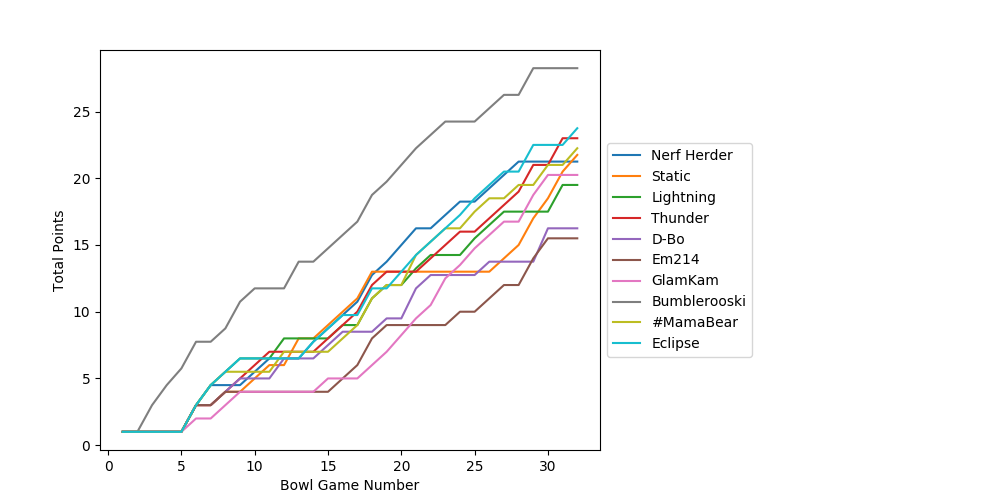 25
20
15
10
5
0
Total Points
0 5 10 15 20 25 30
Bowl Game Number
Nerf Herder
Static
Lightning
Thunder
D-Bo
Em214
GlamKam
Bumblerooski
#MamaBear
Eclipse